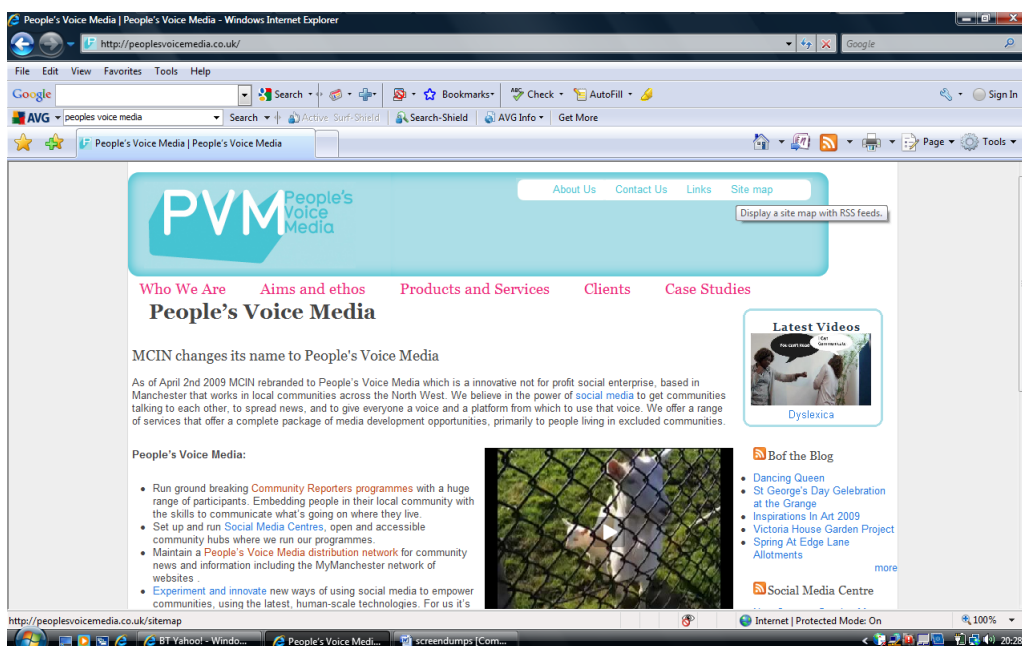 People's Voice Media | People's Voice Media - Windows Internet Explorer
http://peoplesvoicemedia.co.uk/
Google
File Edit View Favorites Tools Help
Google Search Bookmarks Check AutoFill Sign In
AVG peoples voice media Search Active Surf-Shield Search-Shield AVG Info Get More
People's Voice Media | People's Voice Media
Page Tools
About Us Contact Us Links Site map
Display a site map with RSS feeds.
PVM People's
Voice
Media
Who We Are Aims and ethos Products and Services Clients Case Studies
People's Voice Media
MCIN changes its name to People's Voice Media
As of April 2nd 2009 MCIN rebranded to People's Voice Media which is a innovative not for profit social enterprise, based in
Manchester that works in local communities across the North West. We believe in the power of social media to get communities
talking to each other, to spread news, and to give everyone a voice and a platform from which to use that voice. We offer a range
of services that offer a complete package of media development opportunities, primarily to people living in excluded communities.
People's Voice Media:
Run ground breaking Community Reporters programmes with a huge
range of participants. Embedding people in their local community with
the skills to communicate what's going on where they live.
Set up and run Social Media Centres, open and accessible
community hubs where we run our programmes.
Maintain a People's Voice Media distribution network for community
news and information including the MyManchester network of
websites .
Experiment and innovate new ways of using social media to empower
communities, using the latest, human-scale technologies. For us it's
Latest Videos
You can't Read
I Can
Communicate
Dyslexica
Bof the Blog
Dancing Queen
St George's Day Celebration
at the Grange
Inspirations In Art 2009
Victoria House Garden Project
Spring At Edge Lane
Allotments
more
Social Media Centre
http://peoplesvoicemedia.co.uk/sitemap
Internet | Protected Mode: On
100%
BT Yahoo! - Windo...
People's Voice Medi...
screendumps [Com...
20:28